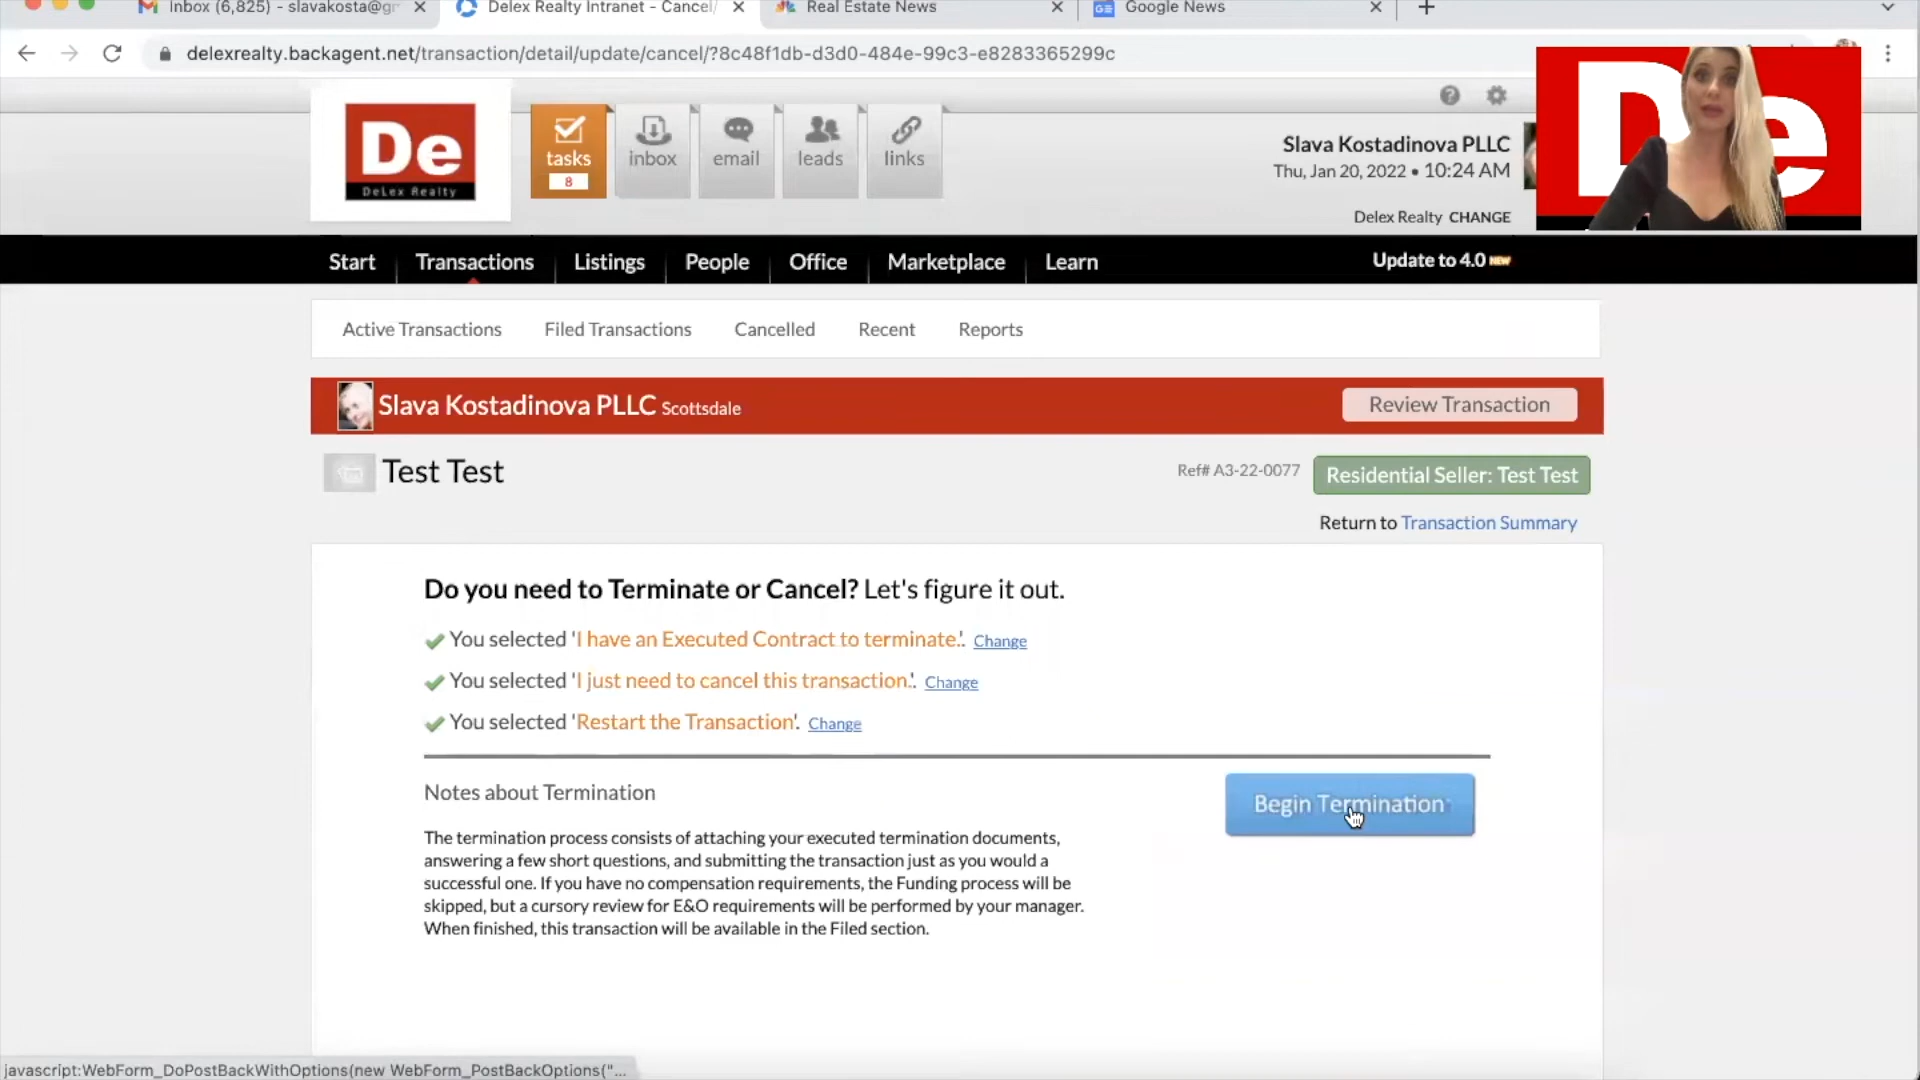 Inbox (6,825) - slavakosta@gr
Delex Realty Intranet - Cancel/
Real Estate News
GE
Google News
delexrealty.backagent.net/transaction/detail/update/cancel/?8c48f1db-d3d0-484e-99c3-e8283365299c
De
DeLex Realty
tasks
8
inbox
email
leads
links
?
Slava Kostadinova PLLC
Thu, Jan 20, 2022 • 10:24 AM
Delex Realty CHANGE
De
Start
Transactions
Listings
People
Office
Marketplace
Learn
Update to 4.0 NEW
Active Transactions
Filed Transactions
Cancelled
Recent
Reports
Slava Kostadinova PLLC Scottsdale
Review Transaction
Test Test
Ref# A3-22-0077
Residential Seller: Test Test
Return to Transaction Summary
Do you need to Terminate or Cancel? Let's figure it out.
You selected 'I have an Executed Contract to terminate.'. Change
You selected 'I just need to cancel this transaction.'. Change
You selected 'Restart the Transaction'. Change
Notes about Termination
Begin Termination
The termination process consists of attaching your executed termination documents,
answering a few short questions, and submitting the transaction just as you would a
successful one. If you have no compensation requirements, the Funding process will be
skipped, but a cursory review for E&O requirements will be performed by your manager.
When finished, this transaction will be available in the Filed section.
javascript:WebForm_DoPostBackWithOptions(new WebForm_PostBackOptions("...